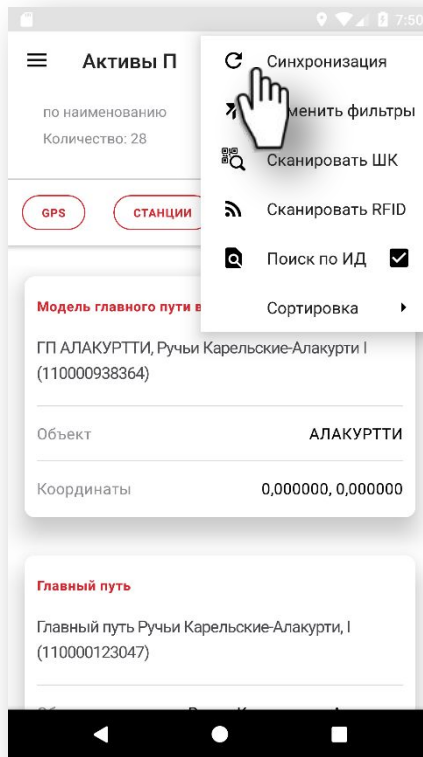 7:50
Активы П
Синхронизация
по наименованию
менить фильтры
Количество: 28
Сканировать ШК
GPS
СТАНЦИИ
Сканировать RFID
Поиск по ИД
Сортировка
Модель главного пути в
ГП АЛАКУРТТИ, Ручьи Карельские-Алакурти I
(110000938364)
Объект АЛАКУРТТИ
Координаты 0,000000, 0,000000
Главный путь
Главный путь Ручьи Карельские-Алакурти, I
(110000123047)